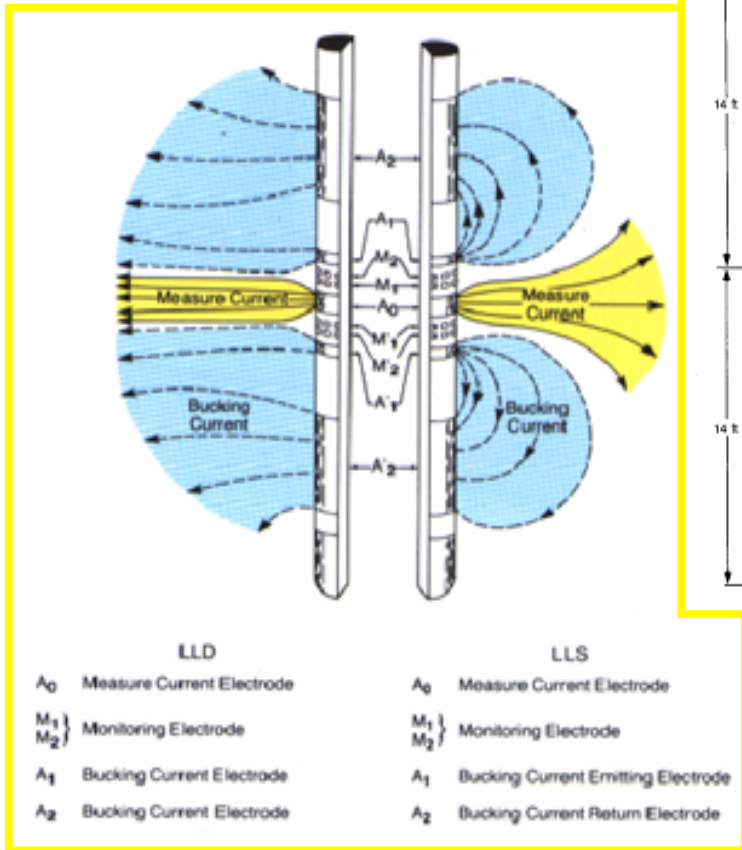 14 ft
A₂
A₁
M₂
M₁
A₀
M'₁
M'₂
A'₁
A'₂
Measure Current
Measure
Current
Bucking
Current
Bucking
Current
14 ft
LLD
A₀ Measure Current Electrode
M₁
M₂ } Monitoring Electrode
A₁ Bucking Current Electrode
A₂ Bucking Current Electrode
LLS
A₀ Measure Current Electrode
M₁
M₂ } Monitoring Electrode
A₁ Bucking Current Emitting Electrode
A₂ Bucking Current Return Electrode